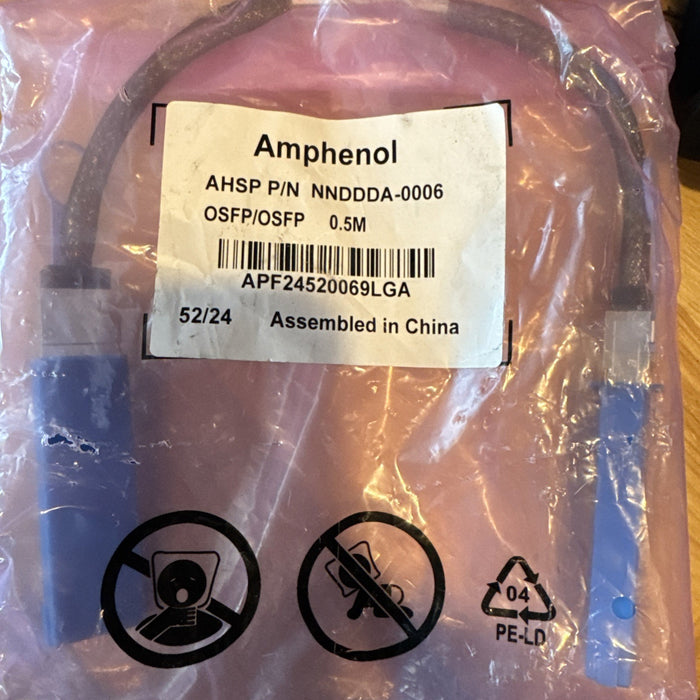 Amphenol
AHSP P/N NNDDDA-0006
OSFP/OSFP 0.5M
APF24520069LGA
52/24 Assembled in China
04
PE-LD